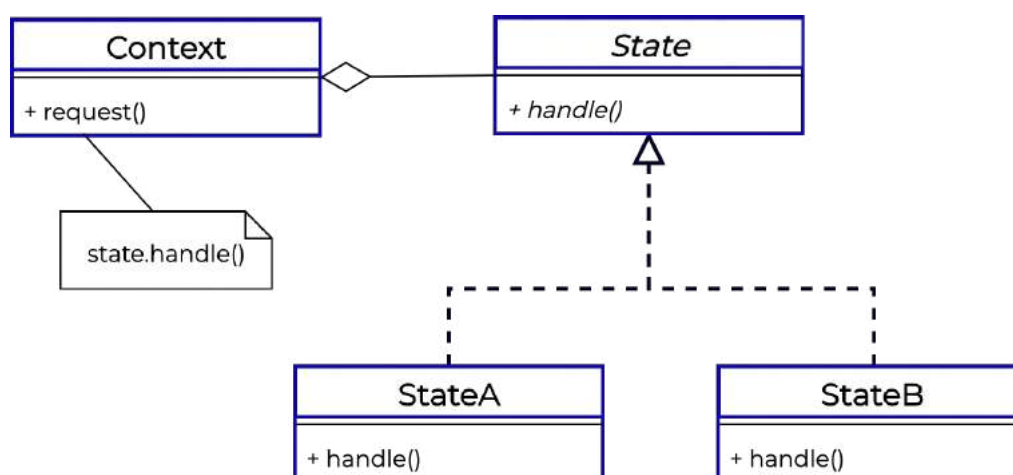 Context
+ request()
State
+ handle()
state.handle()
StateA
+ handle()
StateB
+ handle()